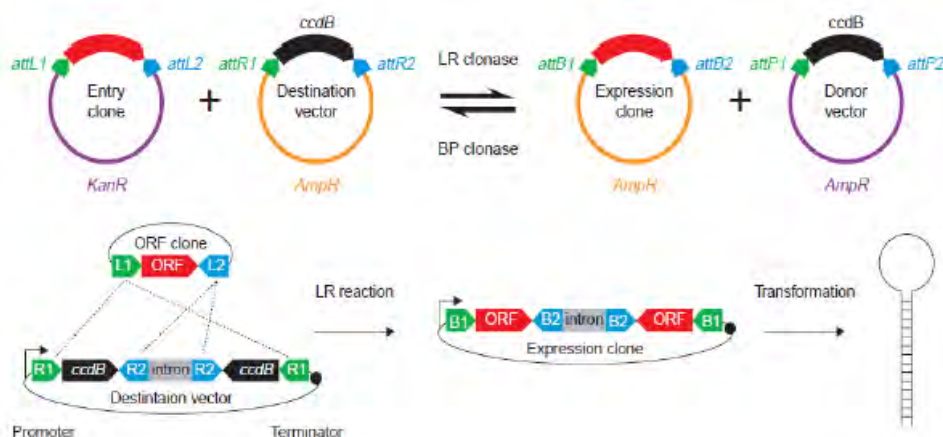 ccdB ccdB
attL1 attL2 attR1 attR2 LR clonase attB1 attB2 attP1 attP2
Entry clone + Destination vector Expression clone + Donor vector
BP clonase
KanR AmpR AmpR AmpR
ORF clone
L1 ORF L2
LR reaction Transformation
B1 ORF B2 intron B2 ORF B1
Expression clone
R1 ccdB R2 intron R2 ccdB R1
Destintaion vector
Promoter Terminator